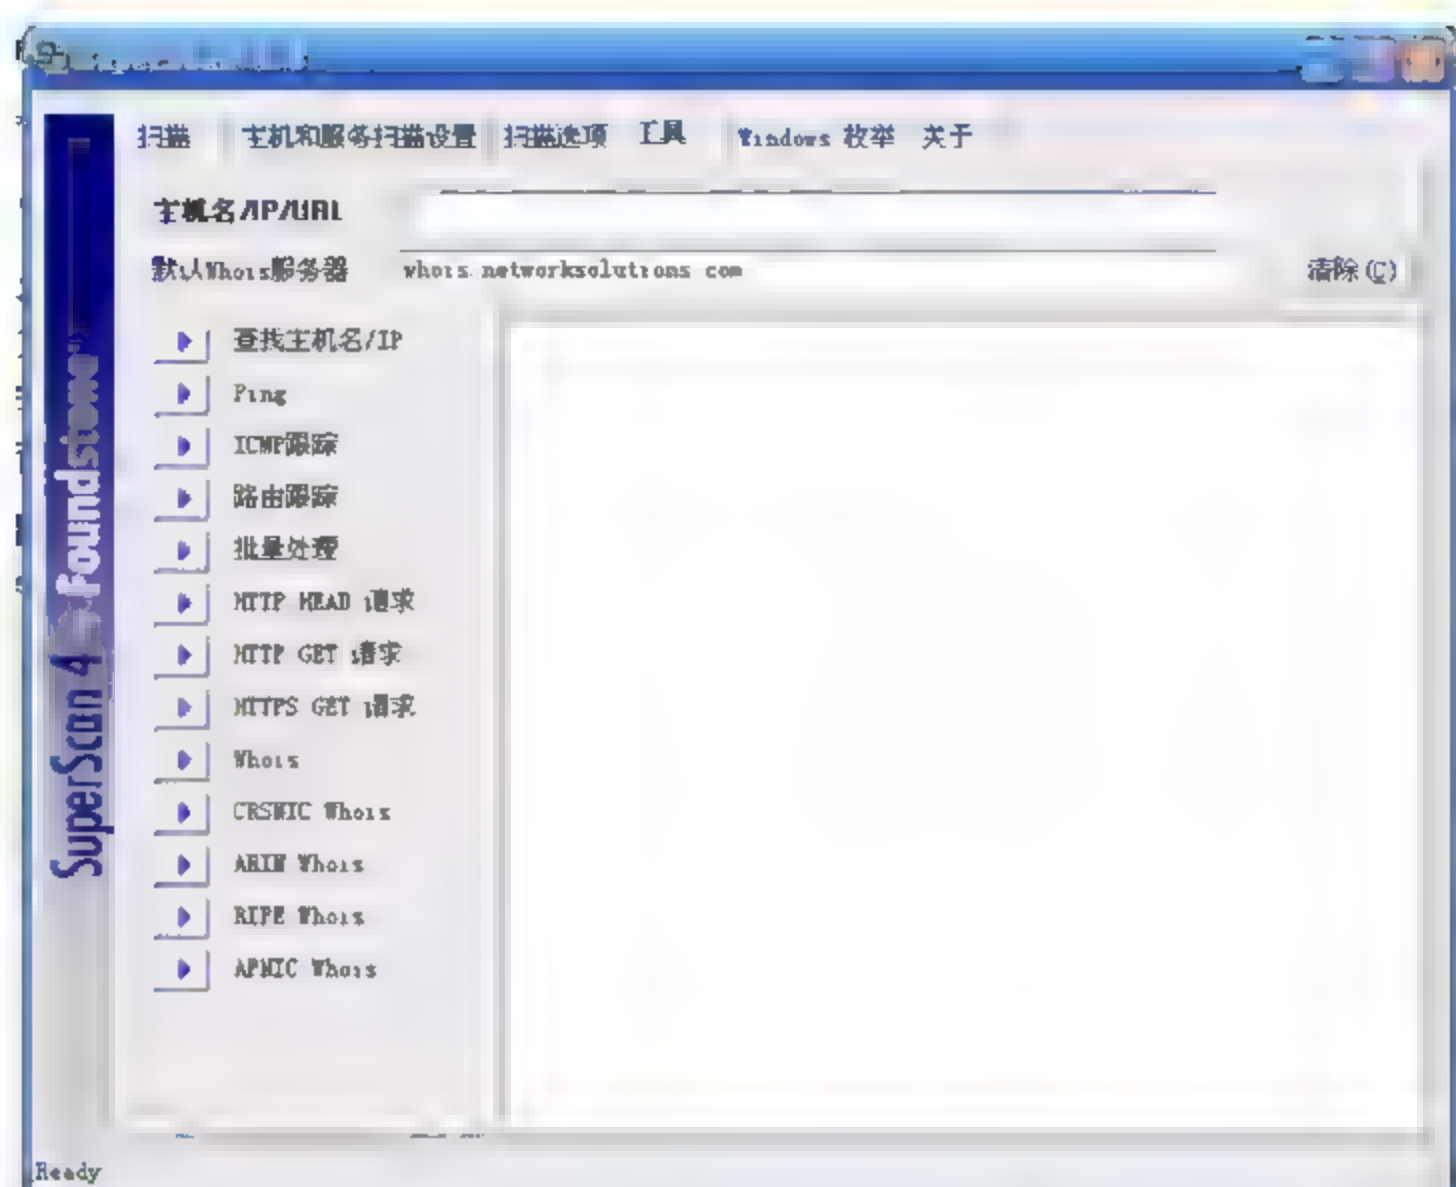 扫描 主机和服务扫描设置 扫描选项 工具 Windows 枚举 关于
主机名/IP/URL
默认Whois服务器 whois.networksolutions.com 清除(C)
查找主机名/IP
Ping
ICMP跟踪
路由跟踪
批量处理
HTTP HEAD 请求
HTTP GET 请求
HTTPS GET 请求
Whois
CRSNIC Whois
ARIN Whois
RIPE Whois
APNIC Whois
SuperScan 4 foundstone
Ready